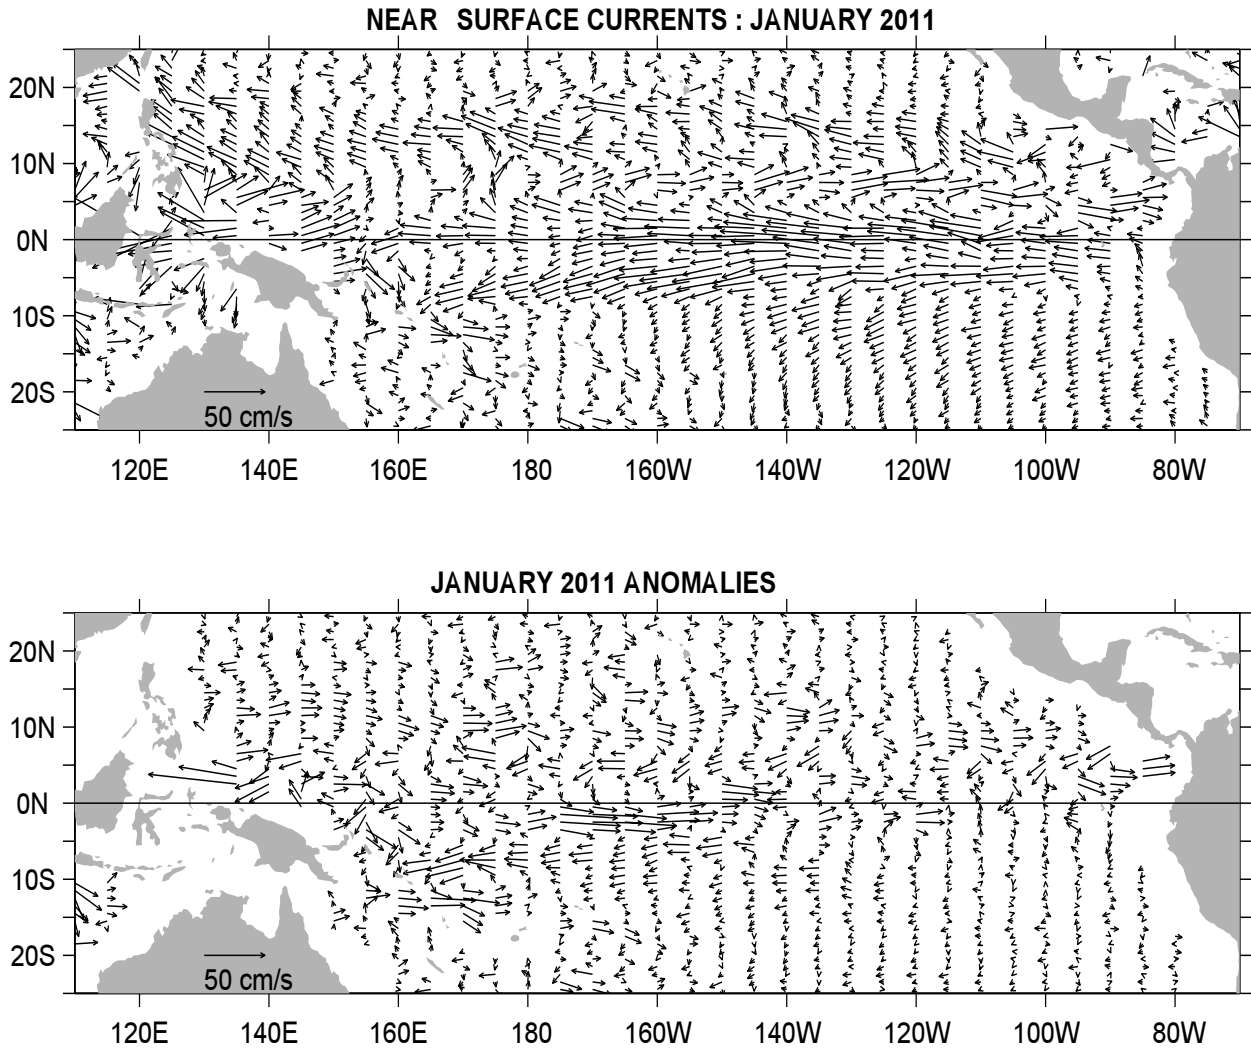 NEAR SURFACE CURRENTS : JANUARY 2011
20N
10N
0N
10S
20S
50 cm/s
120E 140E 160E 180 160W 140W 120W 100W 80W
JANUARY 2011 ANOMALIES
20N
10N
0N
10S
20S
50 cm/s
120E 140E 160E 180 160W 140W 120W 100W 80W